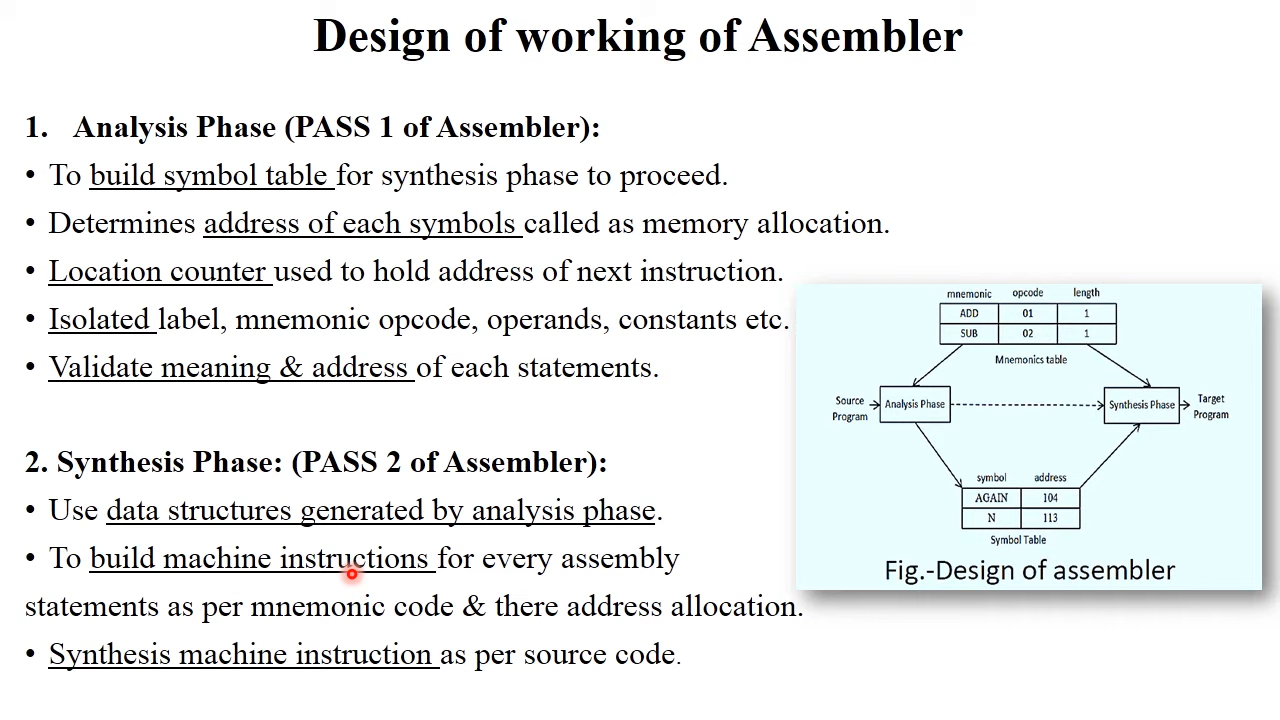 Design of working of Assembler
1. Analysis Phase (PASS 1 of Assembler):
• To build symbol table for synthesis phase to proceed.
• Determines address of each symbols called as memory allocation.
• Location counter used to hold address of next instruction.
• Isolated label, mnemonic opcode, operands, constants etc.
• Validate meaning & address of each statements.
2. Synthesis Phase: (PASS 2 of Assembler):
• Use data structures generated by analysis phase.
• To build machine instructions for every assembly
statements as per mnemonic code & there address allocation.
• Synthesis machine instruction as per source code.
mnemonic opcode length
ADD 01 1
SUB 02 1
Mnemonics table
Source
Program
Analysis Phase
Synthesis Phase
Target
Program
symbol address
AGAIN 104
N 113
Symbol Table
Fig.-Design of assembler